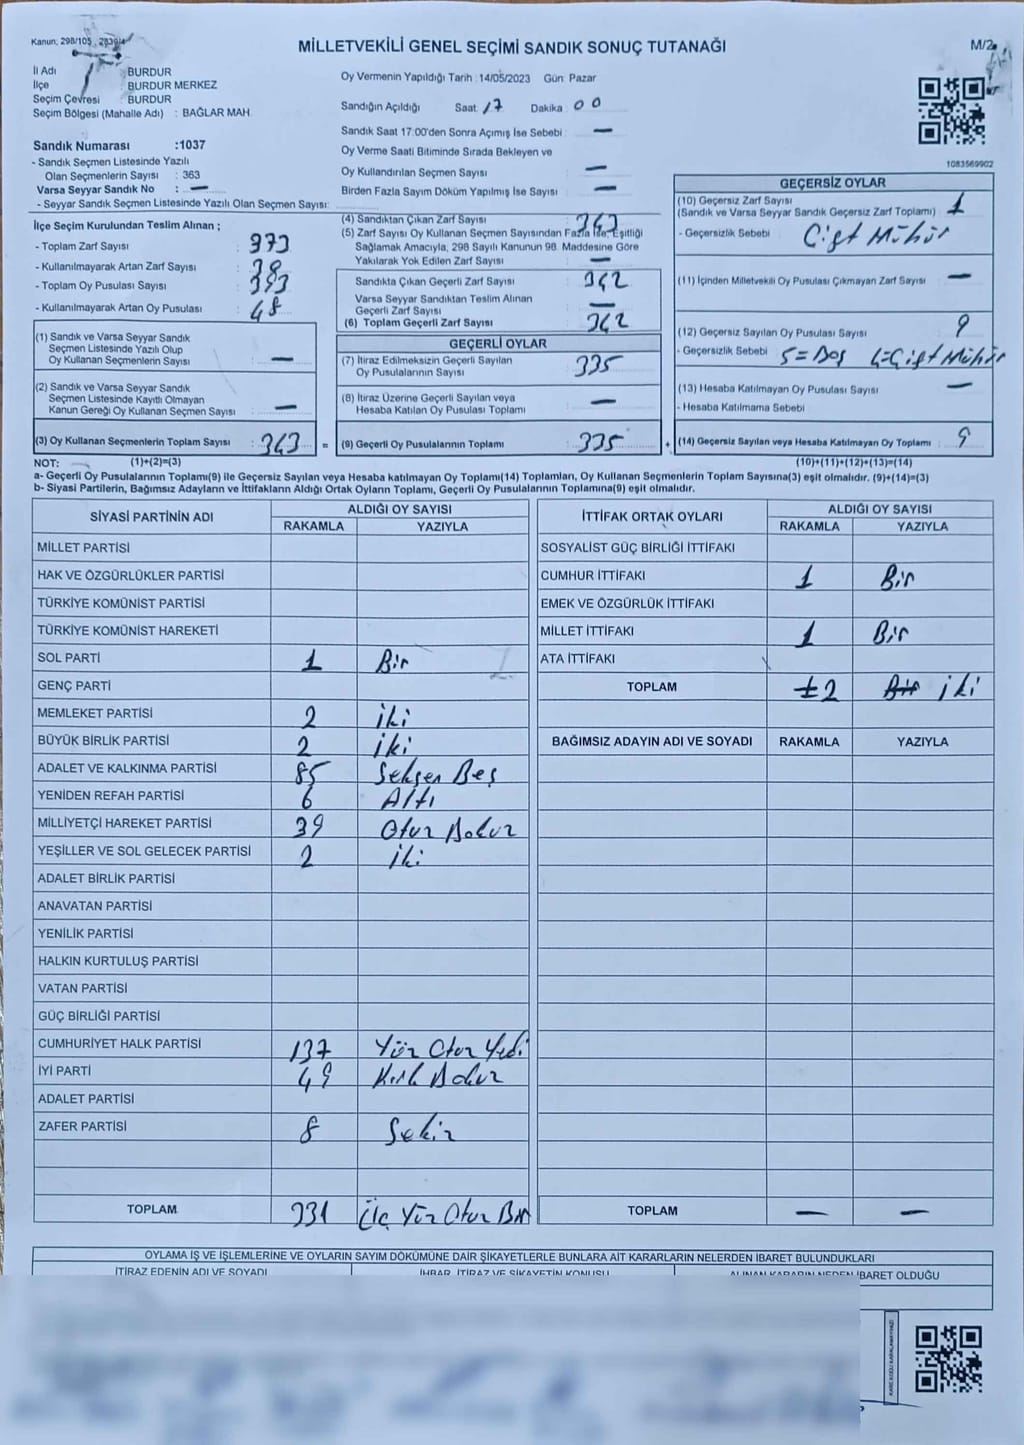 Kanun; 298/105, 2839/4
MİLLETVEKİLİ GENEL SEÇİMİ SANDIK SONUÇ TUTANAĞI
M/2
İl Adı : BURDUR
İlçe : BURDUR MERKEZ
Seçim Çevresi : BURDUR
Seçim Bölgesi (Mahalle Adı) : BAĞLAR MAH.
Sandık Numarası :1037
- Sandık Seçmen Listesinde Yazılı
Olan Seçmenlerin Sayısı : 363
Varsa Seyyar Sandık No : —
- Seyyar Sandık Seçmen Listesinde Yazılı Olan Seçmen Sayısı:
Oy Vermenin Yapıldığı Tarih : 14/05/2023 Gün: Pazar
Sandığın Açıldığı Saat: 17 Dakika: 00
Sandık Saat 17:00'den Sonra Açımış İse Sebebi : —
Oy Verme Saati Bitiminde Sırada Bekleyen ve
Oy Kullandırılan Seçmen Sayısı : —
Birden Fazla Sayım Döküm Yapılmış İse Sayısı : —
1083569902
İlçe Seçim Kurulundan Teslim Alınan ;
- Toplam Zarf Sayısı :
- Kullanılmayarak Artan Zarf Sayısı :
- Toplam Oy Pusulası Sayısı :
- Kullanılmayarak Artan Oy Pusulası : 48
(1) Sandık ve Varsa Seyyar Sandık
Seçmen Listesinde Yazılı Olup
Oy Kullanan Seçmenlerin Sayısı : —
(2) Sandık ve Varsa Seyyar Sandık
Seçmen Listesinde Kayıtlı Olmayan
Kanun Gereği Oy Kullanan Seçmen Sayısı : —
(3) Oy Kullanan Seçmenlerin Toplam Sayısı : 343 =
(4) Sandıktan Çıkan Zarf Sayısı : 343
(5) Zarf Sayısı Oy Kullanan Seçmen Sayısından Fazla İse, Eşitliği
Sağlamak Amacıyla, 298 Sayılı Kanunun 98. Maddesine Göre
Yakılarak Yok Edilen Zarf Sayısı : —
Sandıkta Çıkan Geçerli Zarf Sayısı : 342
Varsa Seyyar Sandıktan Teslim Alınan
Geçerli Zarf Sayısı : —
(6) Toplam Geçerli Zarf Sayısı : 342
GEÇERLİ OYLAR
(7) İtiraz Edilmeksizin Geçerli Sayılan
Oy Pusulalarının Sayısı : 335
(8) İtiraz Üzerine Geçerli Sayılan veya
Hesaba Katılan Oy Pusulası Toplamı : —
(9) Geçerli Oy Pusulalarının Toplamı : 335 +
GEÇERSİZ OYLAR
(10) Geçersiz Zarf Sayısı
(Sandık ve Varsa Seyyar Sandık Geçersiz Zarf Toplamı) : 1
- Geçersizlik Sebebi : Çift Mühür
(11) İçinden Milletvekili Oy Pusulası Çıkmayan Zarf Sayısı : —
(12) Geçersiz Sayılan Oy Pusulası Sayısı : 9
- Geçersizlik Sebebi : 5=Boş 4=Çift Mühür
(13) Hesaba Katılmayan Oy Pusulası Sayısı : —
- Hesaba Katılmama Sebebi :
(14) Geçersiz Sayılan veya Hesaba Katılmayan Oy Toplamı : 9
NOT: (1)+(2)=(3) (10)+(11)+(12)+(13)=(14)
a- Geçerli Oy Pusulalarının Toplamı(9) ile Geçersiz Sayılan veya Hesaba katılmayan Oy Toplamı(14) Toplamları, Oy Kullanan Seçmenlerin Toplam Sayısına(3) eşit olmalıdır. (9)+(14)=(3)
b- Siyasi Partilerin, Bağımsız Adayların ve İttifakların Aldığı Ortak Oyların Toplamı, Geçerli Oy Pusulalarının Toplamına(9) eşit olmalıdır.
SİYASİ PARTİNİN ADI ALDIĞI OY SAYISI
RAKAMLA YAZIYLA
MİLLET PARTİSİ
HAK VE ÖZGÜRLÜKLER PARTİSİ
TÜRKİYE KOMÜNİST PARTİSİ
TÜRKİYE KOMÜNİST HAREKETİ
SOL PARTİ 1 Bir
GENÇ PARTİ
MEMLEKET PARTİSİ 2 iki
BÜYÜK BİRLİK PARTİSİ 2 iki
ADALET VE KALKINMA PARTİSİ 85 Seksen Beş
YENİDEN REFAH PARTİSİ 6 Altı
MİLLİYETÇİ HAREKET PARTİSİ 39 Otuz Dokuz
YEŞİLLER VE SOL GELECEK PARTİSİ 2 iki
ADALET BİRLİK PARTİSİ
ANAVATAN PARTİSİ
YENİLİK PARTİSİ
HALKIN KURTULUŞ PARTİSİ
VATAN PARTİSİ
GÜÇ BİRLİĞİ PARTİSİ
CUMHURİYET HALK PARTİSİ 137 Yüz Otuz Yedi
İYİ PARTİ 49 Kırk Dokuz
ADALET PARTİSİ
ZAFER PARTİSİ 8 Sekiz
TOPLAM 331 Üç Yüz Otuz Bir
İTTİFAK ORTAK OYLARI ALDIĞI OY SAYISI
RAKAMLA YAZIYLA
SOSYALİST GÜÇ BİRLİĞİ İTTİFAKI
CUMHUR İTTİFAKI 1 Bir
EMEK VE ÖZGÜRLÜK İTTİFAKI
MİLLET İTTİFAKI 1 Bir
ATA İTTİFAKI
TOPLAM 2 iki
BAĞIMSIZ ADAYIN ADI VE SOYADI RAKAMLA YAZIYLA
TOPLAM — —
OYLAMA İŞ VE İŞLEMLERİNE VE OYLARIN SAYIM DÖKÜMÜNE DAİR ŞİKAYETLERLE BUNLARA AİT KARARLARIN NELERDEN İBARET BULUNDUKLARI
İTİRAZ EDENİN ADI VE SOYADI İHBAR, İTİRAZ VE ŞİKAYETİN KONUSU ALINAN KARARIN NEDEN İBARET OLDUĞU
KARE KODU KARALAMAYINIZ!